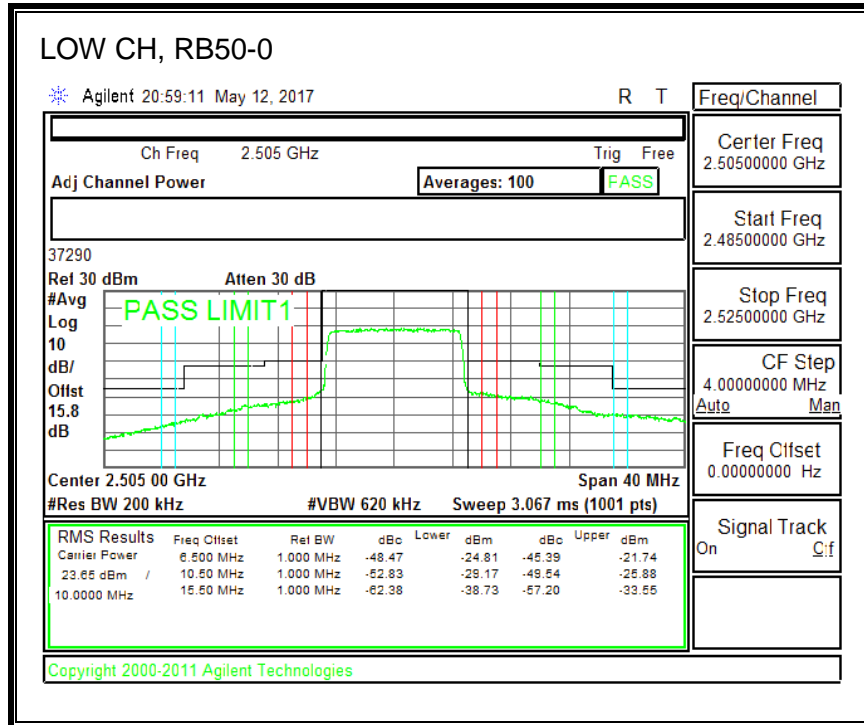 LOW CH, RB50-0
Agilent 20:59:11 May 12, 2017 R T
Freq/Channel
Ch Freq 2.505 GHz Trig Free
Adj Channel Power Averages: 100 PASS
37290
Ref 30 dBm Atten 30 dB
#Avg
Log
10
dB/
Offst
15.8
dB
PASS LIMIT1
Center 2.505 00 GHz Span 40 MHz
#Res BW 200 kHz #VBW 620 kHz Sweep 3.067 ms (1001 pts)
RMS Results Freq Offset Ref BW dBc Lower dBm dBc Upper dBm
Carrier Power 6.500 MHz 1.000 MHz -48.47 -24.81 -45.39 -21.74
23.65 dBm / 10.50 MHz 1.000 MHz -52.83 -29.17 -49.54 -25.88
10.0000 MHz 15.50 MHz 1.000 MHz -62.38 -38.73 -57.20 -33.55
Copyright 2000-2011 Agilent Technologies
Center Freq
2.50500000 GHz
Start Freq
2.48500000 GHz
Stop Freq
2.52500000 GHz
CF Step
4.00000000 MHz
Auto Man
Freq Offset
0.00000000 Hz
Signal Track
On Off